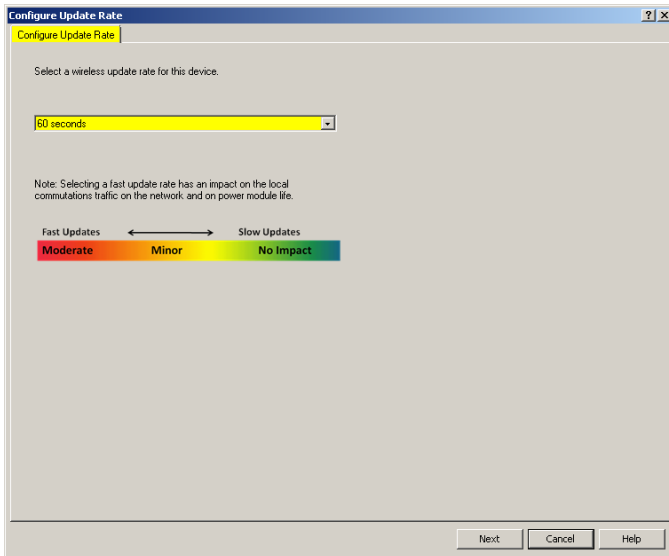 Configure Update Rate
Configure Update Rate
Select a wireless update rate for this device.
60 seconds
Note: Selecting a fast update rate has an impact on the local
commutations traffic on the network and on power module life.
Fast Updates Slow Updates
Moderate Minor No Impact
Next Cancel Help